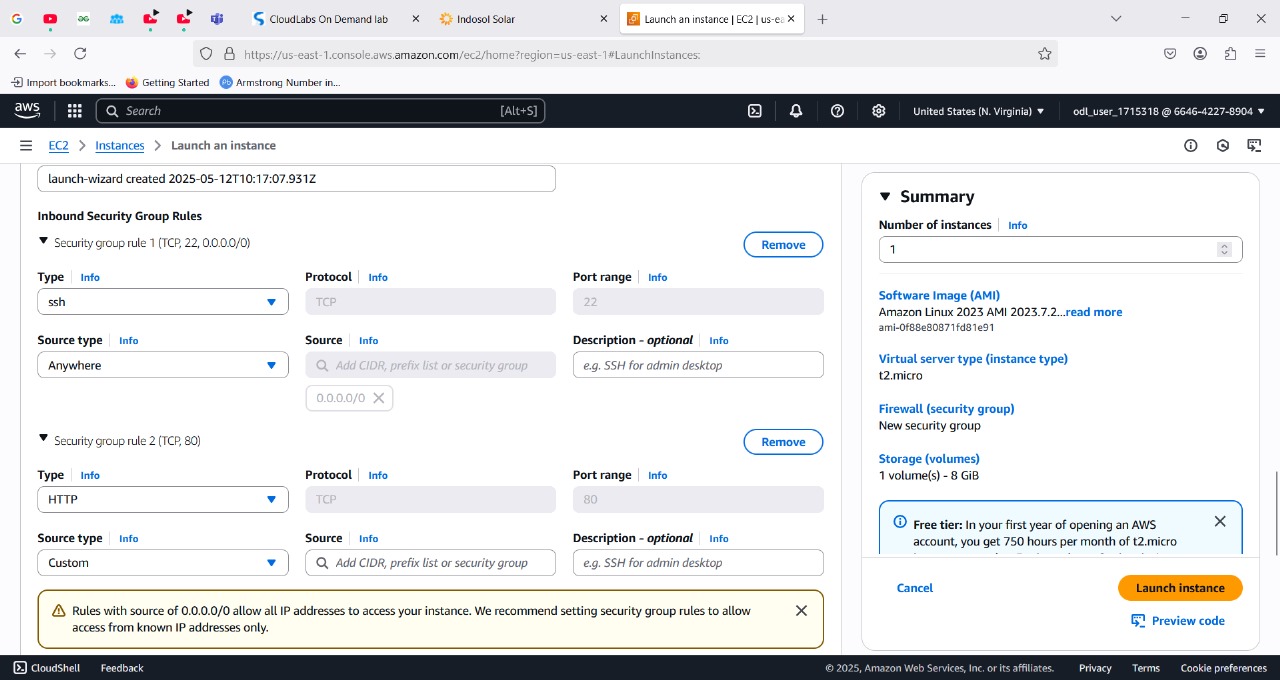 CloudLabs On Demand lab
Indosol Solar
Launch an instance | EC2 | us-ea
https://us-east-1.console.aws.amazon.com/ec2/home?region=us-east-1#LaunchInstances:
Import bookmarks...
Getting Started
Armstrong Number in...
aws
Search
[Alt+S]
United States (N. Virginia)
odl_user_1715318 @ 6646-4227-8904
EC2
Instances
Launch an instance
launch-wizard created 2025-05-12T10:17:07.931Z
Inbound Security Group Rules
Security group rule 1 (TCP, 22, 0.0.0.0/0)
Remove
Type Info
Protocol Info
Port range Info
ssh
TCP
22
Source type Info
Source Info
Description - optional Info
Anywhere
Add CIDR, prefix list or security group
e.g. SSH for admin desktop
0.0.0.0/0
Security group rule 2 (TCP, 80)
Remove
Type Info
Protocol Info
Port range Info
HTTP
TCP
80
Source type Info
Source Info
Description - optional Info
Custom
Add CIDR, prefix list or security group
e.g. SSH for admin desktop
Rules with source of 0.0.0.0/0 allow all IP addresses to access your instance. We recommend setting security group rules to allow
access from known IP addresses only.
Summary
Number of instances Info
1
Software Image (AMI)
Amazon Linux 2023 AMI 2023.7.2...read more
ami-0f88e80871fd81e91
Virtual server type (instance type)
t2.micro
Firewall (security group)
New security group
Storage (volumes)
1 volume(s) - 8 GiB
Free tier: In your first year of opening an AWS
account, you get 750 hours per month of t2.micro
Cancel
Launch instance
Preview code
CloudShell
Feedback
© 2025, Amazon Web Services, Inc. or its affiliates.
Privacy
Terms
Cookie preferences